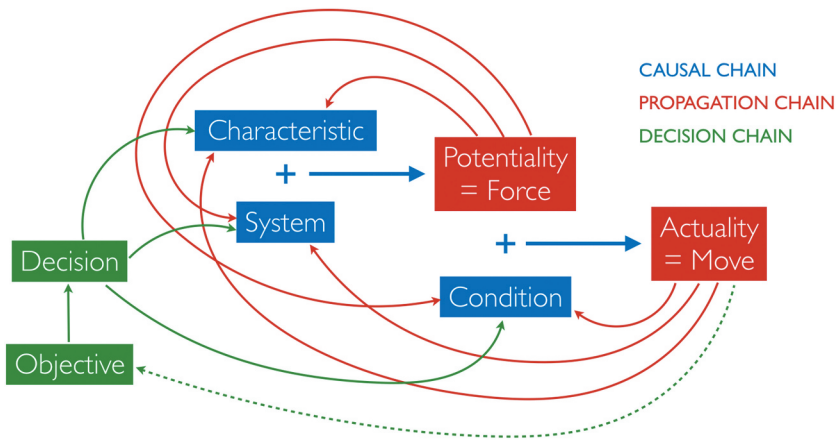 CAUSAL CHAIN
PROPAGATION CHAIN
DECISION CHAIN
Characteristic
+
Potentiality
= Force
System
+
Actuality
= Move
Decision
Condition
Objective